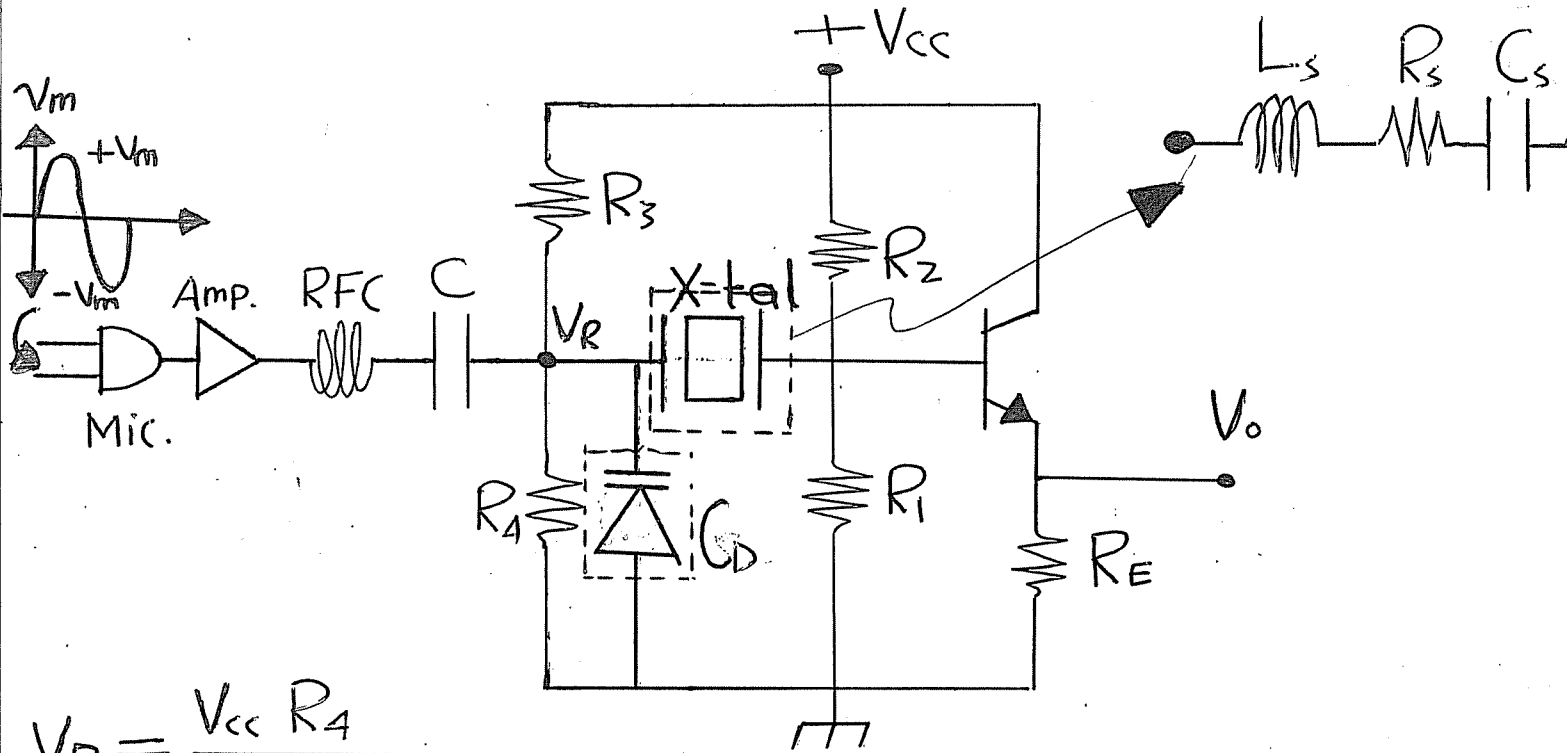 +Vcc
Ls Rs Cs
Vm
+Vm
R3
R2
-Vm
Amp. RFC C
X-tal
VR
Mic.
Vo
R4
CD
R1
RE
VR = Vcc R4